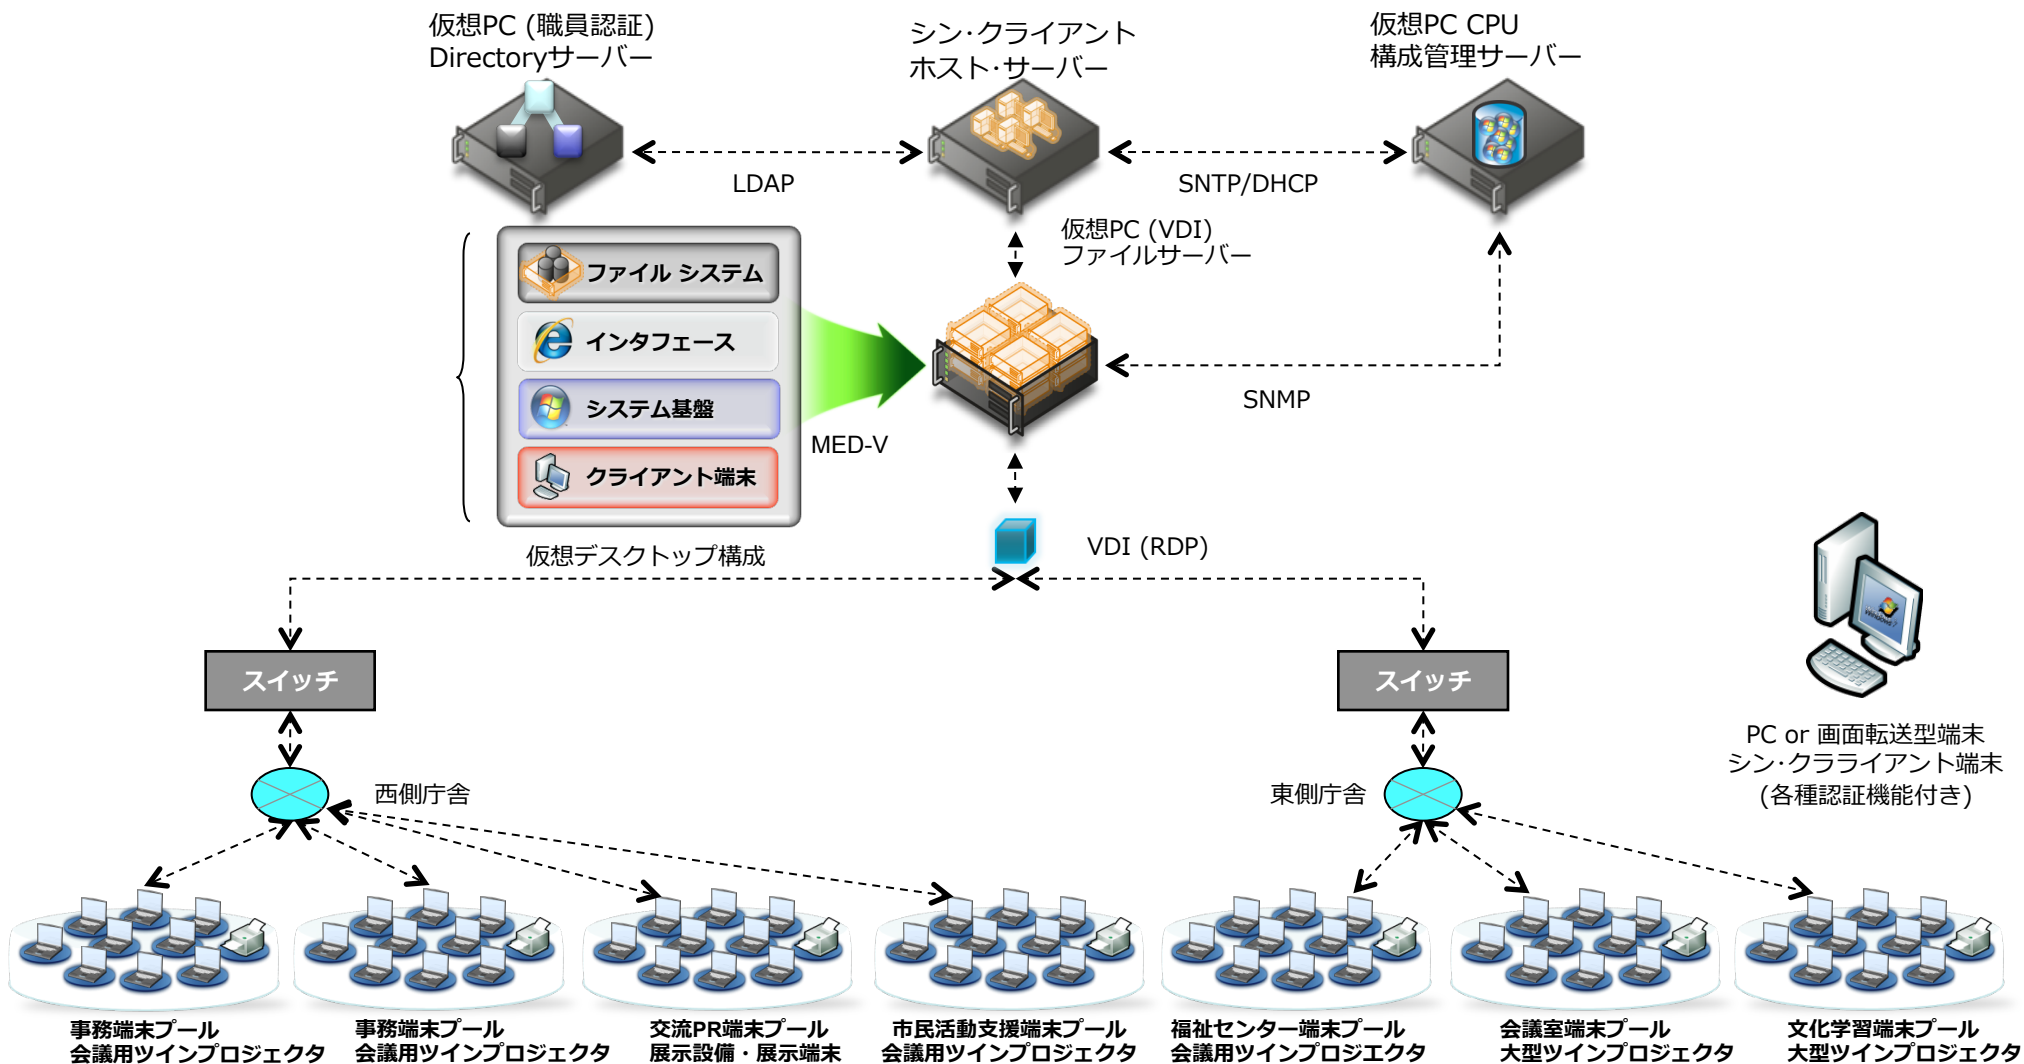 仮想PC (職員認証)
Directoryサーバー
シン・クライアント
ホスト・サーバー
仮想PC CPU
構成管理サーバー
LDAP
SNTP/DHCP
仮想PC (VDI)
ファイルサーバー
ファイル システム
インタフェース
システム基盤
クライアント端末
MED-V
SNMP
仮想デスクトップ構成
VDI (RDP)
スイッチ
スイッチ
PC or 画面転送型端末
シン・クラライアント端末
(各種認証機能付き)
西側庁舎
東側庁舎
事務端末プール
会議用ツインプロジェクタ
事務端末プール
会議用ツインプロジェクタ
交流PR端末プール
展示設備・展示端末
市民活動支援端末プール
会議用ツインプロジェクタ
福祉センター端末プール
会議用ツインプロジェクタ
会議室端末プール
大型ツインプロジェクタ
文化学習端末プール
大型ツインプロジェクタ